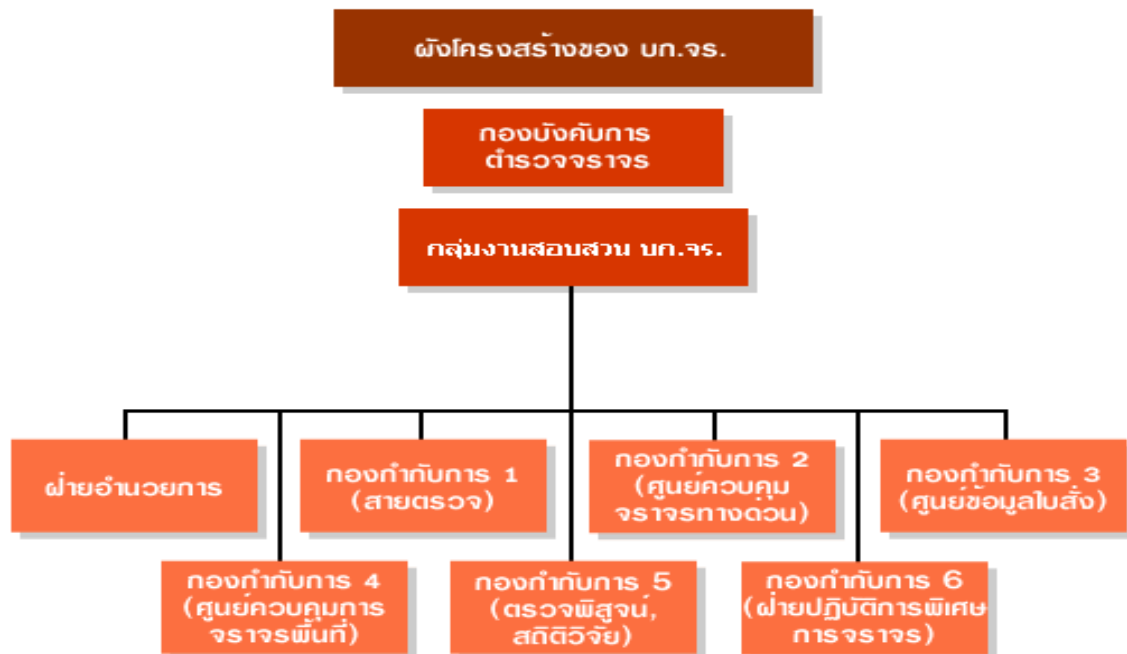 ผังโครงสร้างของ บก.จร.
กองบังคับการ
ตำรวจจราจร
กลุ่มงานสอบสวน บก.จร.
ฝ่ายอำนวยการ
กองกำกับการ 1
(สายตรวจ)
กองกำกับการ 2
(ศูนย์ควบคุม
จราจรทางด่วน)
กองกำกับการ 3
(ศูนย์ข้อมูลใบสั่ง)
กองกำกับการ 4
(ศูนย์ควบคุมการ
จราจรพื้นที่)
กองกำกับการ 5
(ตรวจพิสูจน์,
สถิติวิจัย)
กองกำกับการ 6
(ฝ่ายปฏิบัติการพิเศษ
การจราจร)